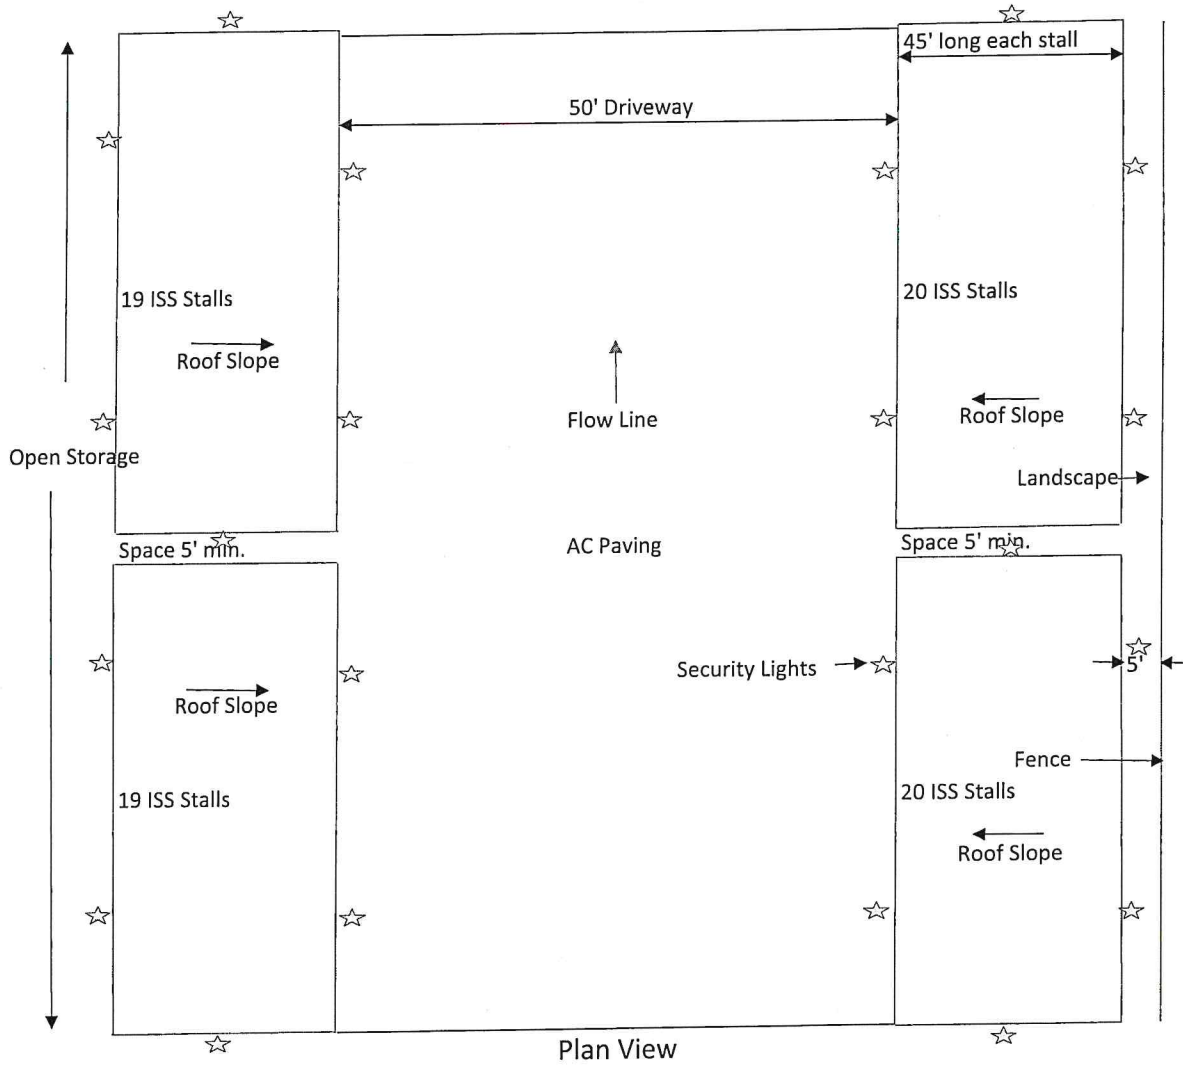 45' long each stall
50' Driveway
19 ISS Stalls
20 ISS Stalls
Roof Slope
Roof Slope
Flow Line
Open Storage
Landscape
Space 5' min.
AC Paving
Space 5' min.
Security Lights
5'
Roof Slope
Fence
19 ISS Stalls
20 ISS Stalls
Roof Slope
Plan View